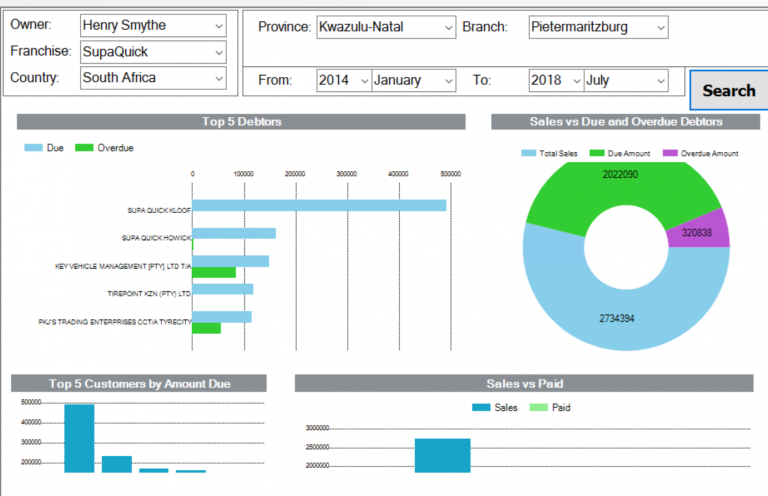 Owner: Henry Smythe
Province: Kwazulu-Natal Branch: Pietermaritzburg
Franchise: SupaQuick
Country: South Africa
From: 2014 January To: 2018 July
Search
Top 5 Debtors
Due Overdue
0 100000 200000 300000 400000 500000
SUPA QUICK KLOOF
SUPA QUICK HOWICK
KEY VEHICLE MANAGEMENT [PTY] LTD T/A
TIREPOINT KZN (PTY) LTD
PKJ'S TRADING ENTERPRISES CCT/A TYRECITY
Sales vs Due and Overdue Debtors
Total Sales Due Amount Overdue Amount
2022090
320838
2734394
Top 5 Customers by Amount Due
500000
400000
300000
200000
Sales vs Paid
Sales Paid
3000000
2500000
2000000